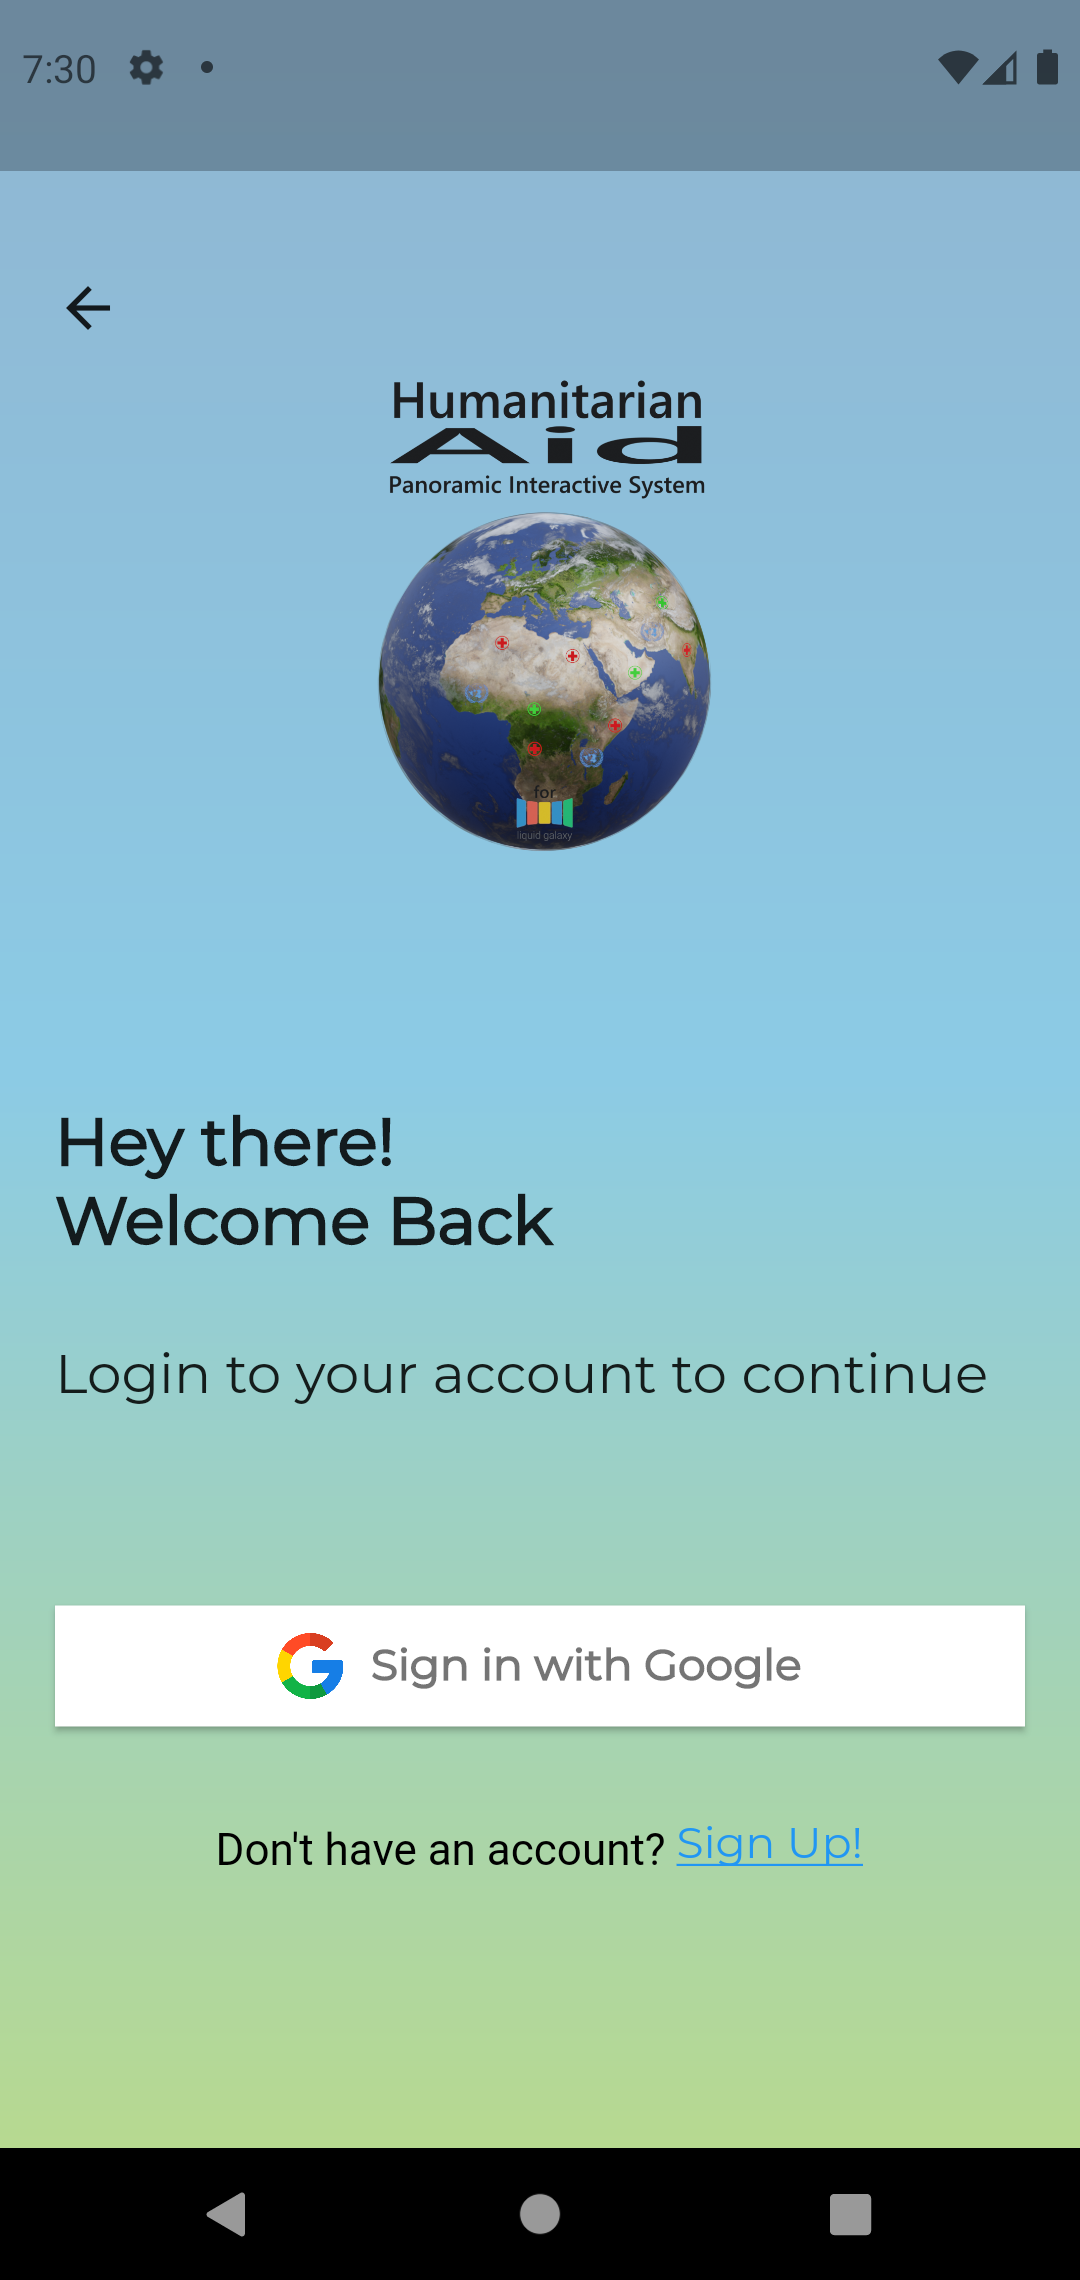 7:30
Humanitarian
Aid
Panoramic Interactive System
for
liquid galaxy
Hey there!
Welcome Back
Login to your account to continue
Sign in with Google
Don't have an account? Sign Up!